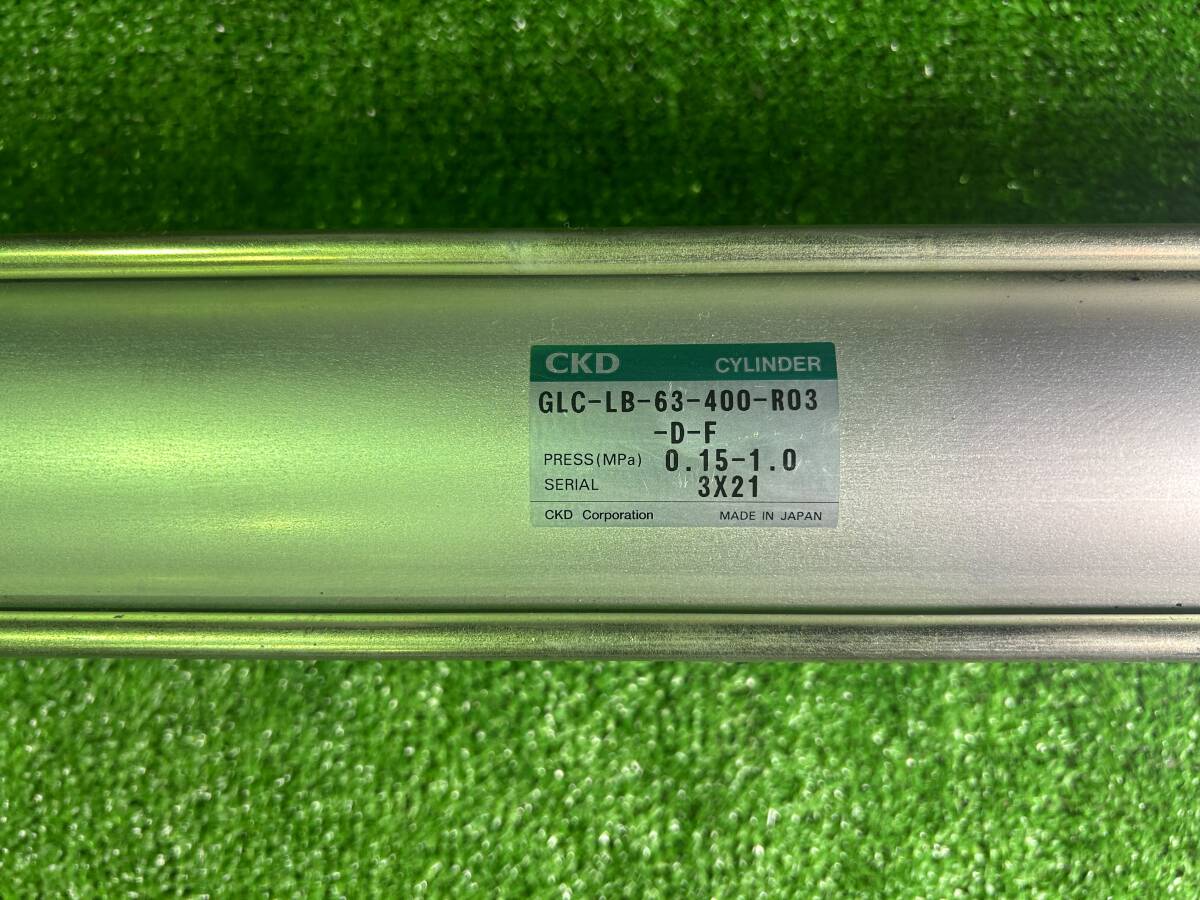 CKD CYLINDER
GLC-LB-63-400-R03
-D-F
PRESS(MPa) 0.15-1.0
SERIAL 3X21
CKD Corporation MADE IN JAPAN